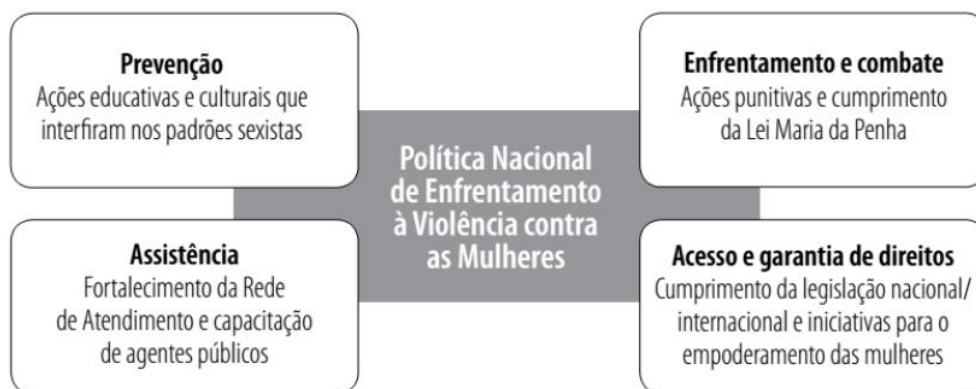 Prevenção
Ações educativas e culturais que
interfiram nos padrões sexistas
Enfrentamento e combate
Ações punitivas e cumprimento
da Lei Maria da Penha
Política Nacional
de Enfrentamento
à Violência contra
as Mulheres
Assistência
Fortalecimento da Rede
de Atendimento e capacitação
de agentes públicos
Acesso e garantia de direitos
Cumprimento da legislação nacional/
internacional e iniciativas para o
empoderamento das mulheres